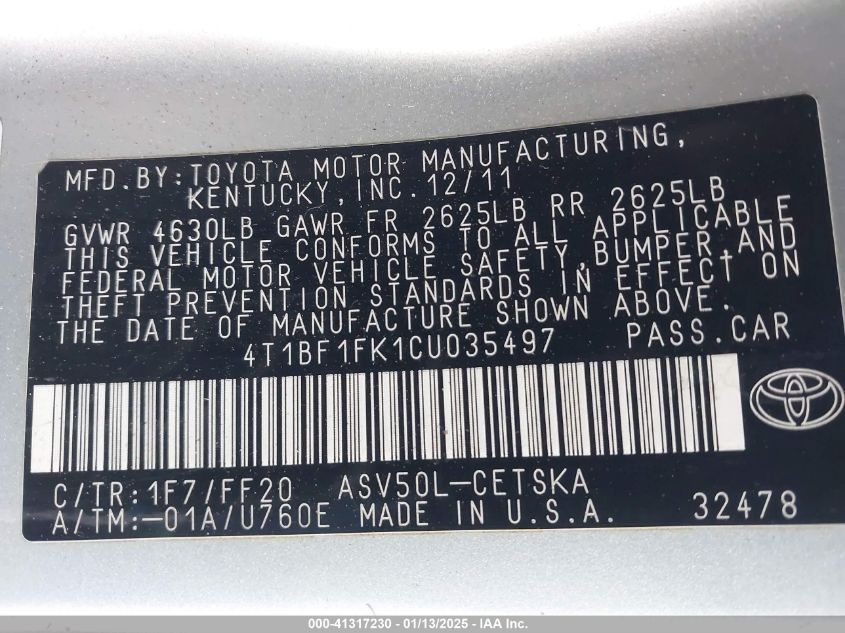 MFD.BY:TOYOTA MOTOR MANUFACTURING,
KENTUCKY,INC.12/11
GVWR 4630LB GAWR FR 2625LB RR 2625LB
THIS VEHICLE CONFORMS TO ALL APPLICABLE
FEDERAL MOTOR VEHICLE SAFETY,BUMPER,AND
THEFT PREVENTION STANDARDS IN EFFECT ON
THE DATE OF MANUFACTURE SHOWN ABOVE.
4T1BF1FK1CU035497 PASS.CAR
C/TR:1F7/FF20 ASV50L-CETSKA
A/TM:-01A/U760E MADE IN U.S.A. 32478
000-41317230 - 01/13/2025 - IAA Inc.